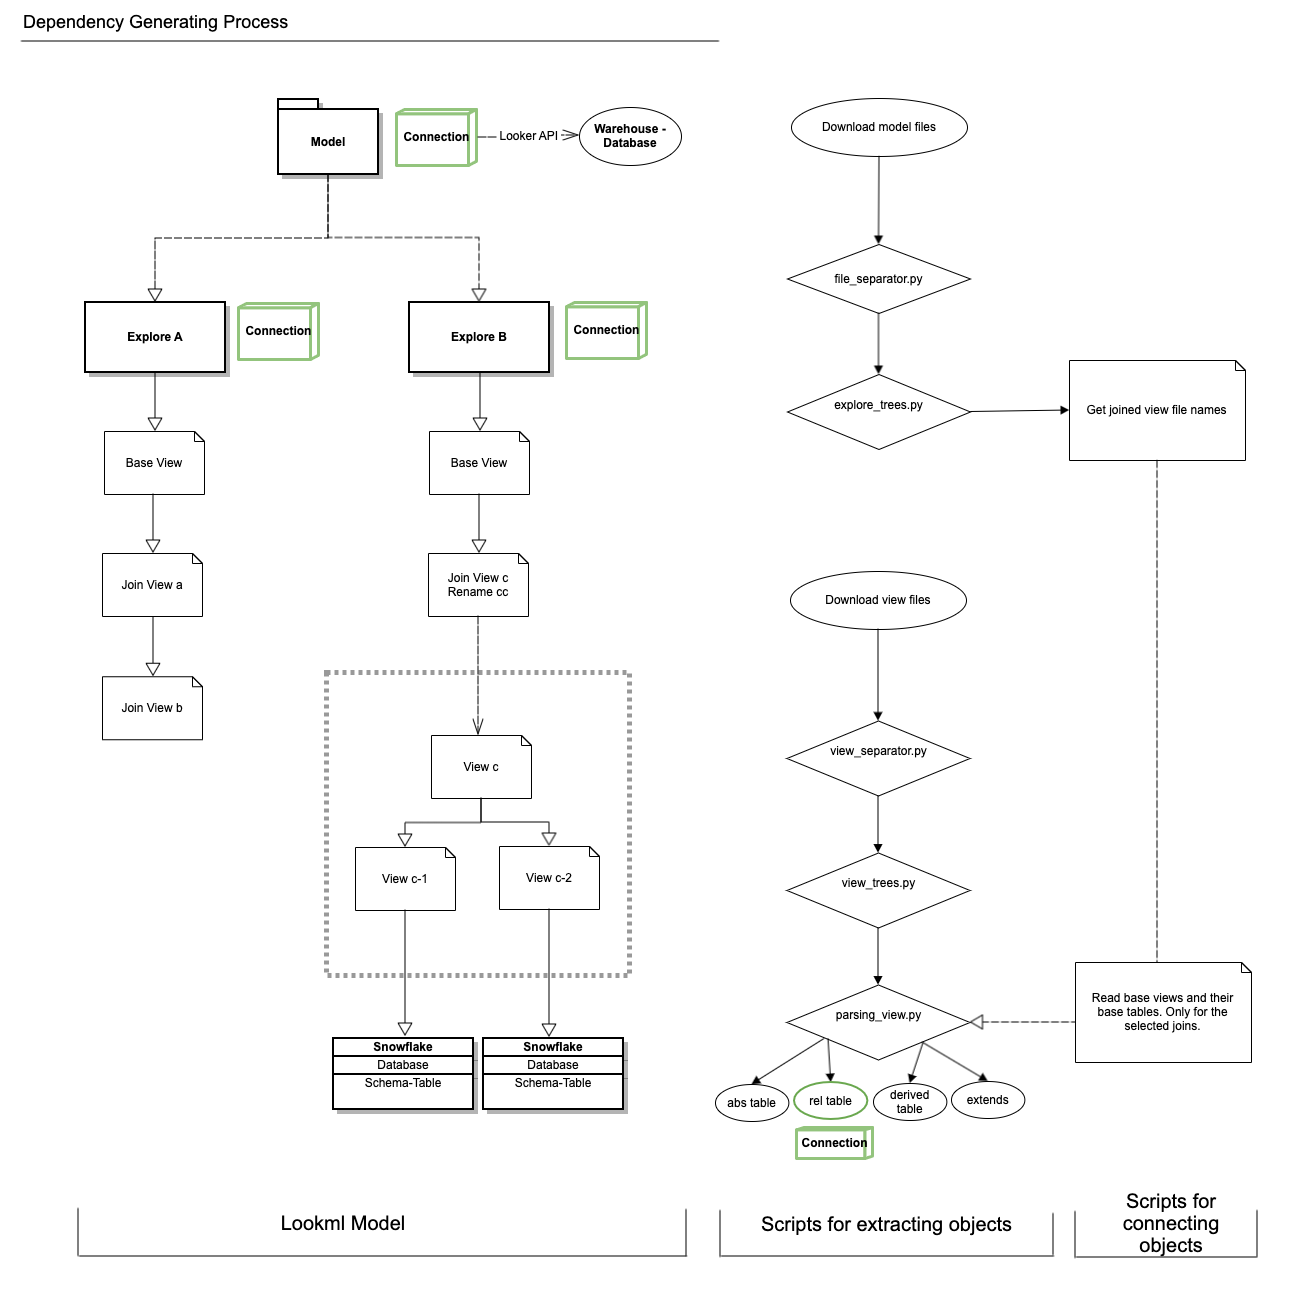 Dependency Generating Process
Model
Connection
Looker API
Warehouse -
Database
Explore A
Connection
Explore B
Connection
Base View
Base View
Join View a
Join View c
Rename cc
Join View b
View c
View c-1
View c-2
Snowflake
Database
Schema-Table
Snowflake
Database
Schema-Table
Lookml Model
Download model files
file_separator.py
explore_trees.py
Download view files
view_separator.py
view_trees.py
parsing_view.py
abs table
rel table
derived
table
extends
Connection
Scripts for extracting objects
Get joined view file names
Read base views and their
base tables. Only for the
selected joins.
Scripts for
connecting
objects